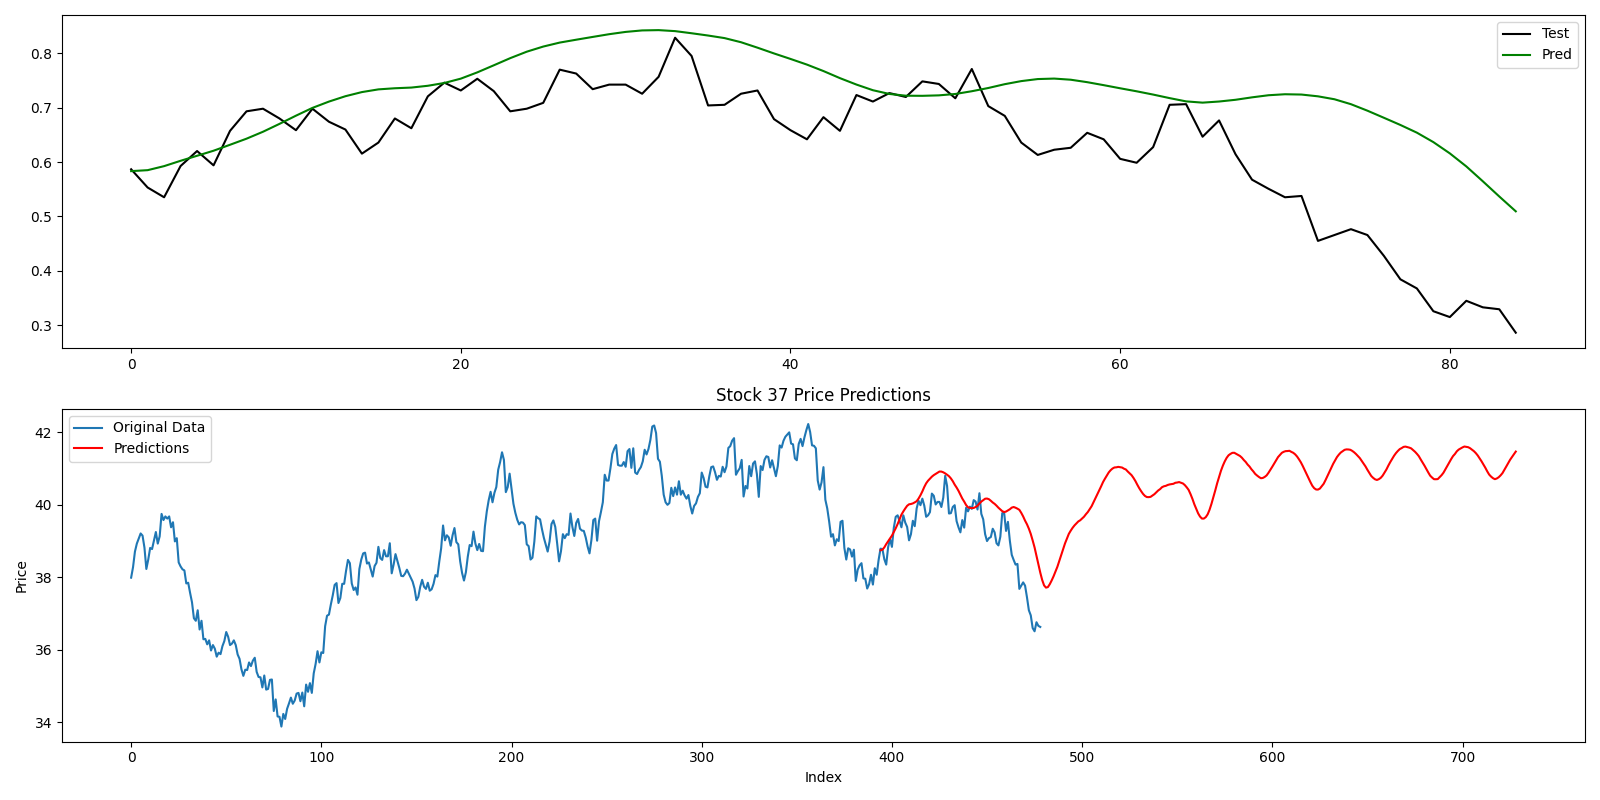 Test
Pred
0.8
0.7
0.6
0.5
0.4
0.3
0 20 40 60 80
Stock 37 Price Predictions
Original Data
Predictions
Price
42
40
38
36
34
0 100 200 300 400 500 600 700
Index